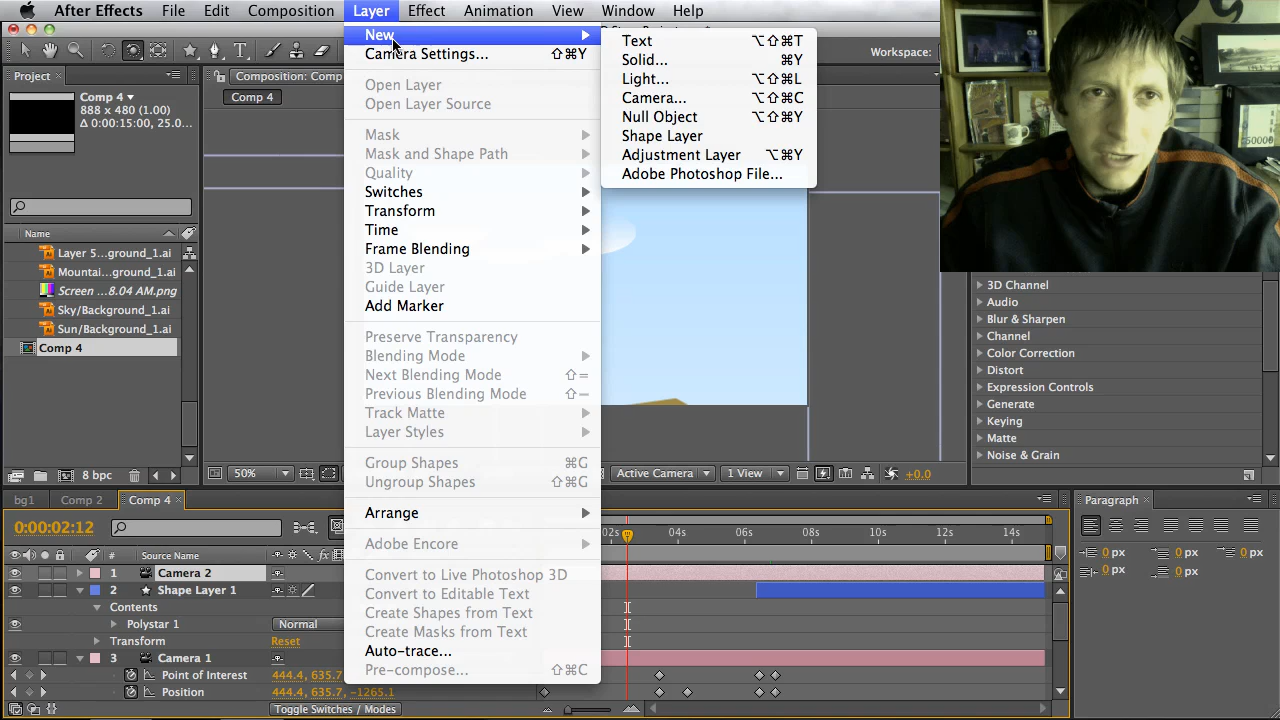 After Effects File Edit Composition Layer Effect Animation View Window Help
New
Camera Settings... ⇧⌘Y
Open Layer
Open Layer Source
Mask
Mask and Shape Path
Quality
Switches
Transform
Time
Frame Blending
3D Layer
Guide Layer
Add Marker
Preserve Transparency
Blending Mode
Next Blending Mode ⇧=
Previous Blending Mode ⇧-
Track Matte
Layer Styles
Group Shapes ⌘G
Ungroup Shapes ⇧⌘G
Arrange
Adobe Encore
Convert to Live Photoshop 3D
Convert to Editable Text
Create Shapes from Text
Create Masks from Text
Auto-trace...
Pre-compose... ⇧⌘C
Text ⌥⇧⌘T
Solid... ⌘Y
Light... ⌥⇧⌘L
Camera... ⌥⇧⌘C
Null Object ⌥⇧⌘Y
Shape Layer
Adjustment Layer ⌥⌘Y
Adobe Photoshop File...
Workspace:
Project
Composition: Comp
Comp 4
Comp 4
888 x 480 (1.00)
Δ 0:00:15:00, 25.0...
Name
Layer 5...ground_1.ai
Mountai...ground_1.ai
Screen ...8.04 AM.png
Sky/Background_1.ai
Sun/Background_1.ai
Comp 4
8 bpc
50%
Active Camera
1 View
+0.0
3D Channel
Audio
Blur & Sharpen
Channel
Color Correction
Distort
Expression Controls
Generate
Keying
Matte
Noise & Grain
bg1 Comp 2 Comp 4
0:00:02:12
# Source Name
1 Camera 2
2 Shape Layer 1
Contents
Polystar 1 Normal
Transform Reset
3 Camera 1
Point of Interest 444.4, 635.7,
Position 444.4, 635.7, -1265.1
Toggle Switches / Modes
02s 04s 06s 08s 10s 12s 14s
Paragraph
0 px 0 px 0 px
0 px 0 px